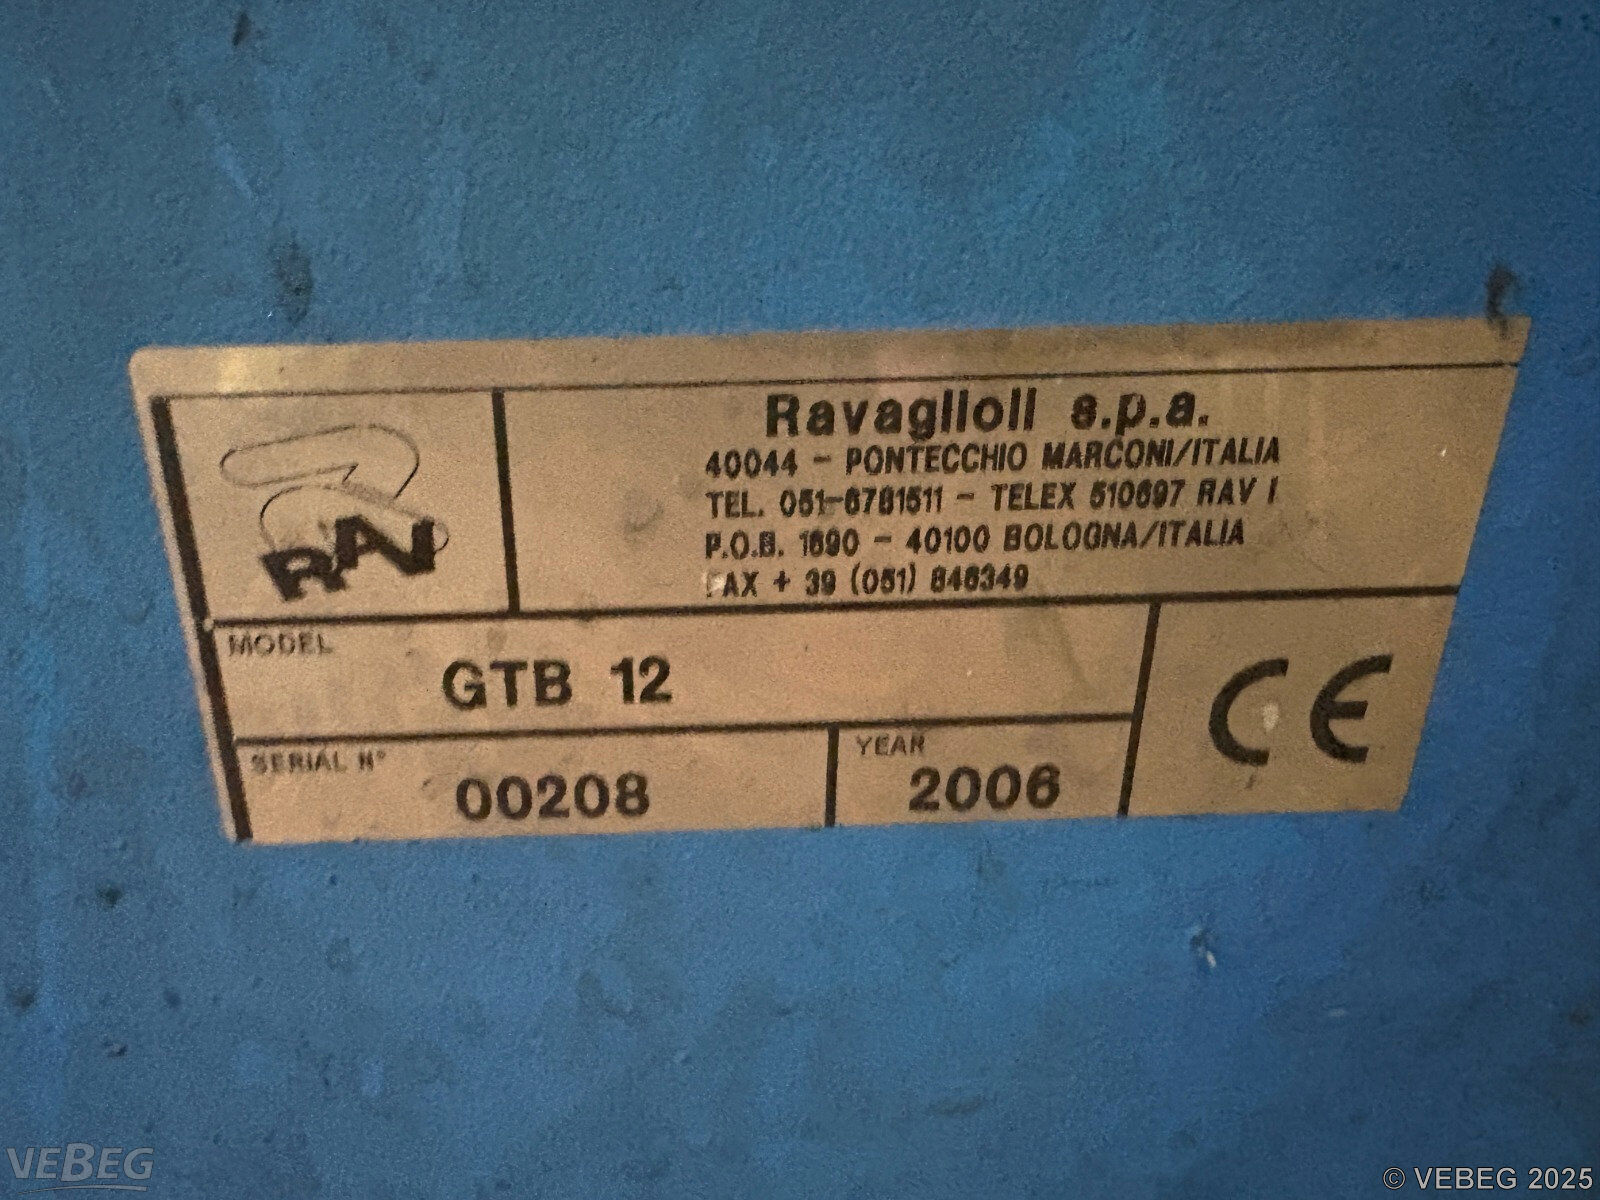 RAV
Ravaglioli s.p.a.
40044 - PONTECCHIO MARCONI/ITALIA
TEL. 051-6781511 - TELEX 510697 RAV I
P.O.B. 1690 - 40100 BOLOGNA/ITALIA
FAX + 39 (051) 846349
MODEL
GTB 12
CE
SERIAL N°
00208
YEAR
2006
VEBEG
© VEBEG 2025